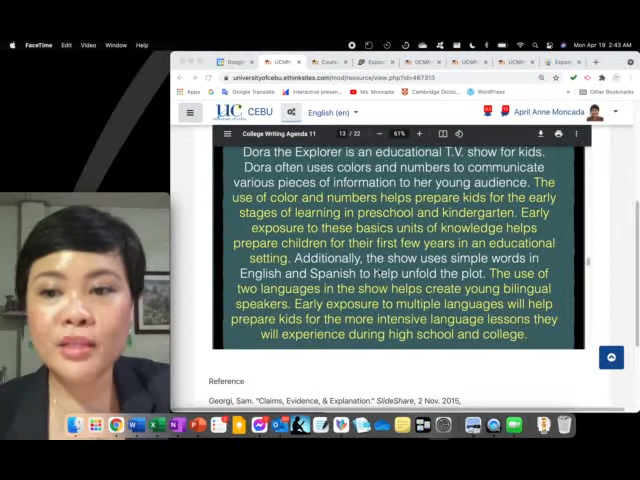 FaceTime Edit Video Window Help
Mon Apr 19 2:43 AM
Googl
UCMN
Cours
Explor
UCMN
UCMN
UCMN
Explor
universityofcebu.ethinksites.com/mod/resource/view.php?id=467313
Apps Google Translate Interactive presen... Ms. Moncada Cambridge Dictio... WordPress
UC CEBU English (en) April Anne Moncada
College Writing Agenda 11 13 / 22 61%
Dora the Explorer is an educational T.V. show for kids.
Dora often uses colors and numbers to communicate
various pieces of information to her young audience. The
use of color and numbers helps prepare kids for the early
stages of learning in preschool and kindergarten. Early
exposure to these basics units of knowledge helps
prepare children for their first few years in an educational
setting. Additionally, the show uses simple words in
English and Spanish to help unfold the plot. The use of
two languages in the show helps create young bilingual
speakers. Early exposure to multiple languages will help
prepare kids for the more intensive language lessons they
will experience during high school and college.
Reference
Georgi, Sam. "Claims, Evidence, & Explanation." SlideShare, 2 Nov. 2015,